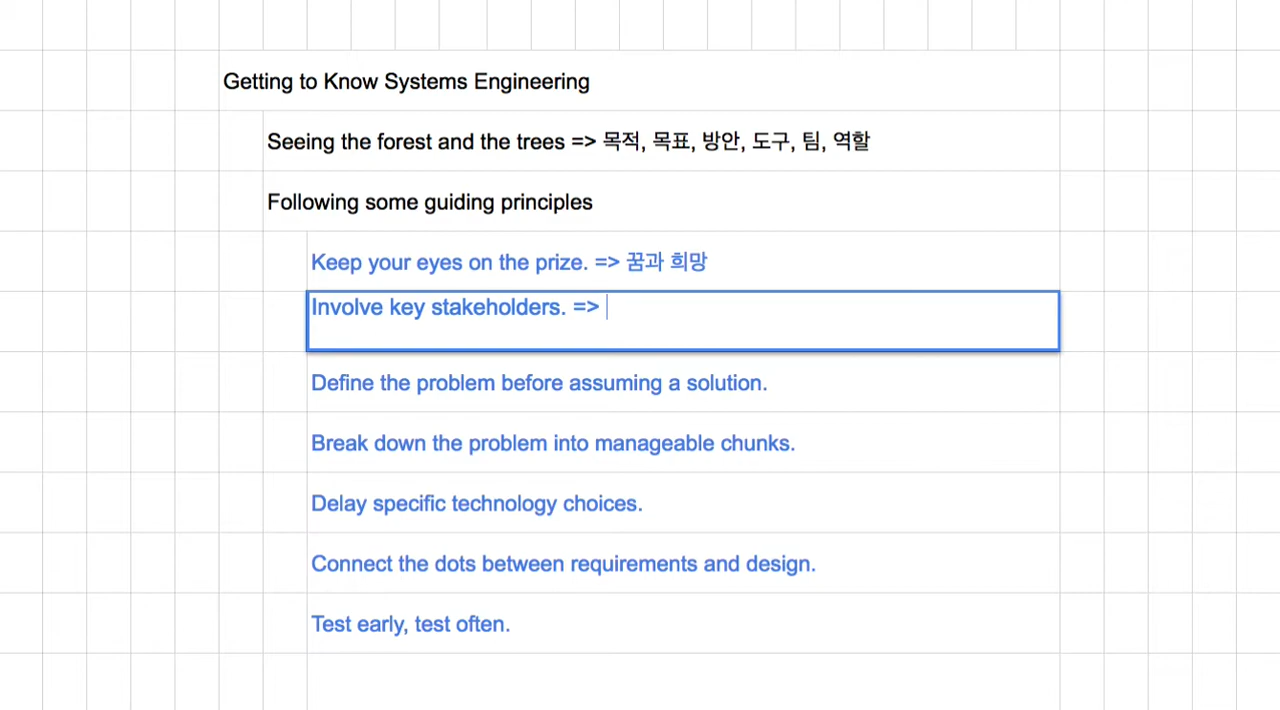 Getting to Know Systems Engineering
Seeing the forest and the trees => 목적, 목표, 방안, 도구, 팀, 역할
Following some guiding principles
Keep your eyes on the prize. => 꿈과 희망
Involve key stakeholders. =>
Define the problem before assuming a solution.
Break down the problem into manageable chunks.
Delay specific technology choices.
Connect the dots between requirements and design.
Test early, test often.